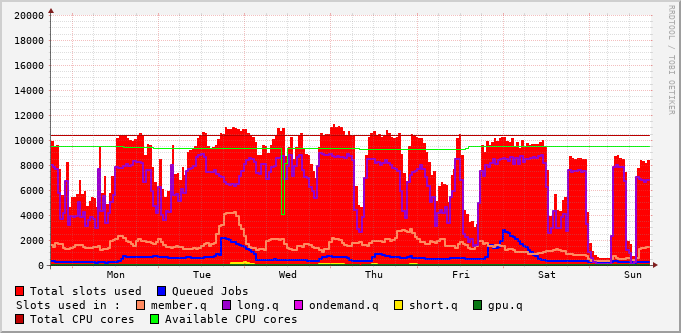 20000
18000
16000
14000
12000
10000
8000
6000
4000
2000
0
Mon Tue Wed Thu Fri Sat Sun
Total slots used Queued Jobs
Slots used in : member.q long.q ondemand.q short.q gpu.q
Total CPU cores Available CPU cores
RRDTOOL / TOBI OETIKER